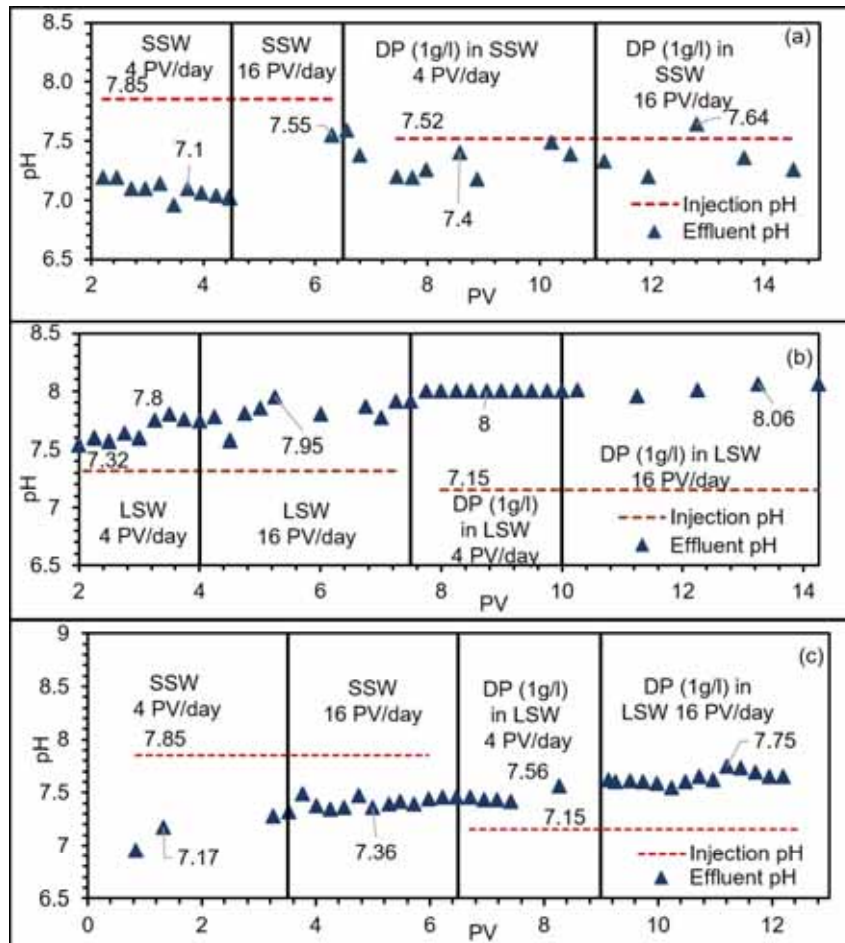 SSW
4 PV/day
SSW
16 PV/day
DP (1g/l) in SSW
4 PV/day
DP (1g/l) in
SSW
16 PV/day
(a)
8.5
8.0
7.5
7.0
6.5
pH
7.85
7.1
7.55
7.52
7.4
7.64
Injection pH
Effluent pH
2
4
6
8
10
12
14
PV
(b)
8.5
8
7.5
7
6.5
pH
7.8
7.32
7.95
8
8.06
7.15
LSW
4 PV/day
LSW
16 PV/day
DP (1g/l)
in LSW
4 PV/day
DP (1g/l) in LSW
16 PV/day
Injection pH
Effluent pH
2
4
6
8
10
12
14
PV
(c)
9
8.5
8
7.5
7
6.5
pH
SSW
4 PV/day
SSW
16 PV/day
DP (1g/l)
in LSW
4 PV/day
DP (1g/l) in
LSW 16 PV/day
7.85
7.17
7.36
7.56
7.15
7.75
Injection pH
Effluent pH
0
2
4
6
8
10
12
PV